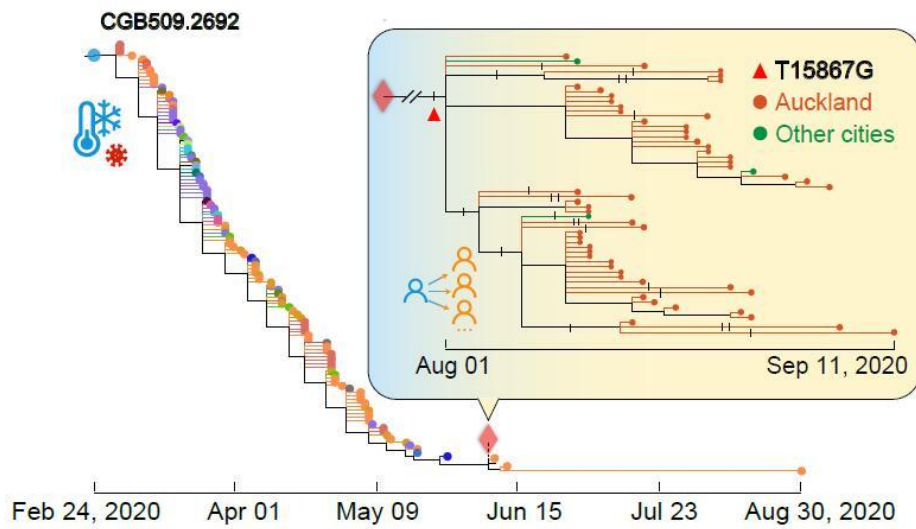 CGB509.2692
T15867G
Auckland
Other cities
...
Aug 01
Sep 11, 2020
Feb 24, 2020
Apr 01
May 09
Jun 15
Jul 23
Aug 30, 2020